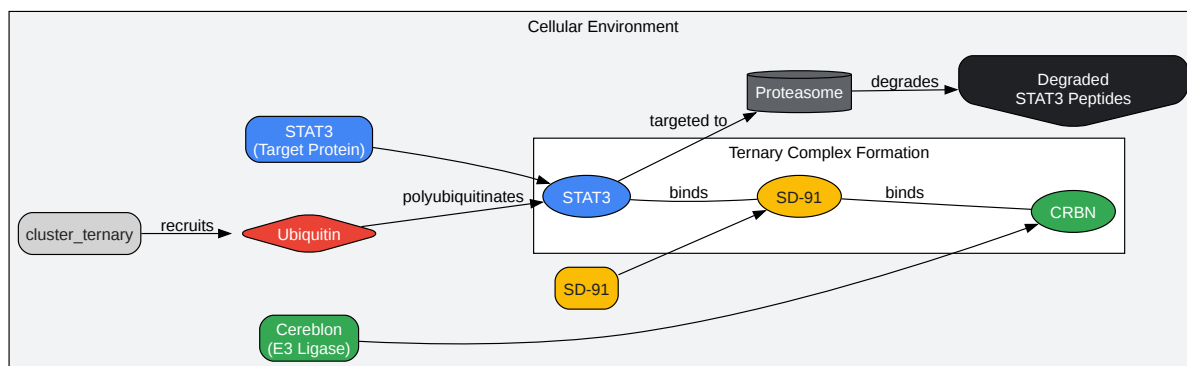 Cellular Environment
Proteasome
degrades
Degraded
STAT3 Peptides
targeted to
STAT3
(Target Protein)
Ternary Complex Formation
polyubiquitinates
STAT3
binds
SD-91
binds
CRBN
cluster_ternary
recruits
Ubiquitin
SD-91
Cereblon
(E3 Ligase)